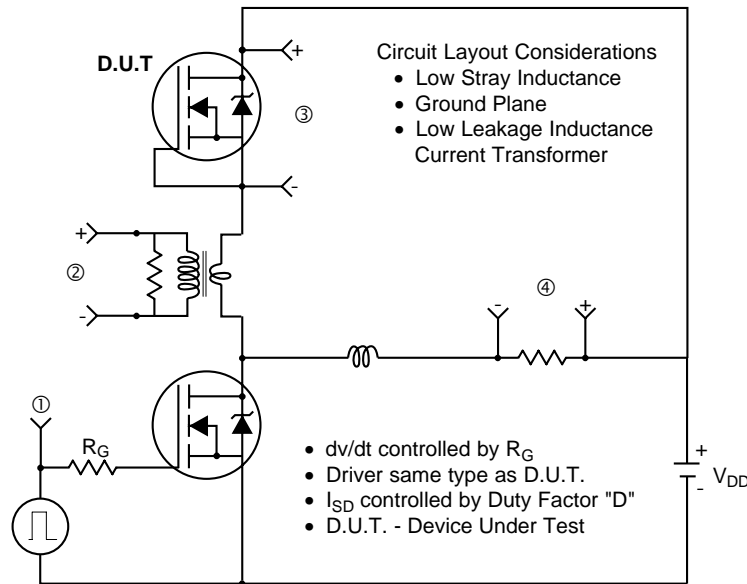 D.U.T
+
③
-
Circuit Layout Considerations
• Low Stray Inductance
• Ground Plane
• Low Leakage Inductance
Current Transformer
+
②
-
-
④
+
①
R_G
• dv/dt controlled by R_G
• Driver same type as D.U.T.
• I_SD controlled by Duty Factor "D"
• D.U.T. - Device Under Test
+
V_DD
-